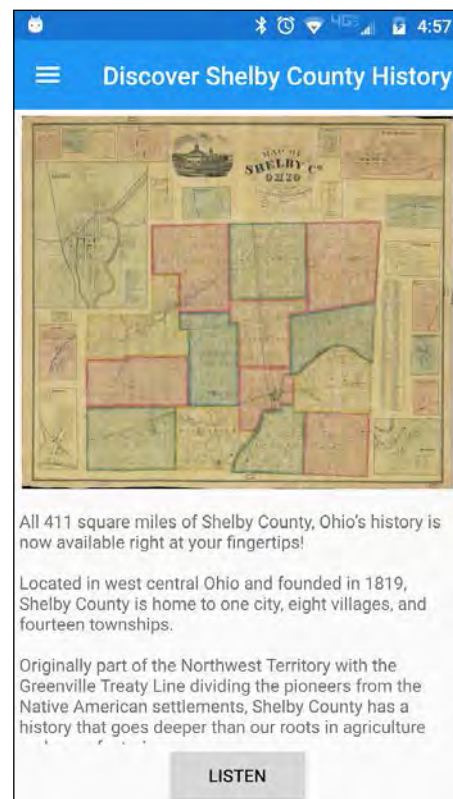 4G
4:57
Discover Shelby County History
MAP OF
SHELBY Co
OHIO
All 411 square miles of Shelby County, Ohio’s history is
now available right at your fingertips!
Located in west central Ohio and founded in 1819,
Shelby County is home to one city, eight villages, and
fourteen townships.
Originally part of the Northwest Territory with the
Greenville Treaty Line dividing the pioneers from the
Native American settlements, Shelby County has a
history that goes deeper than our roots in agriculture
LISTEN